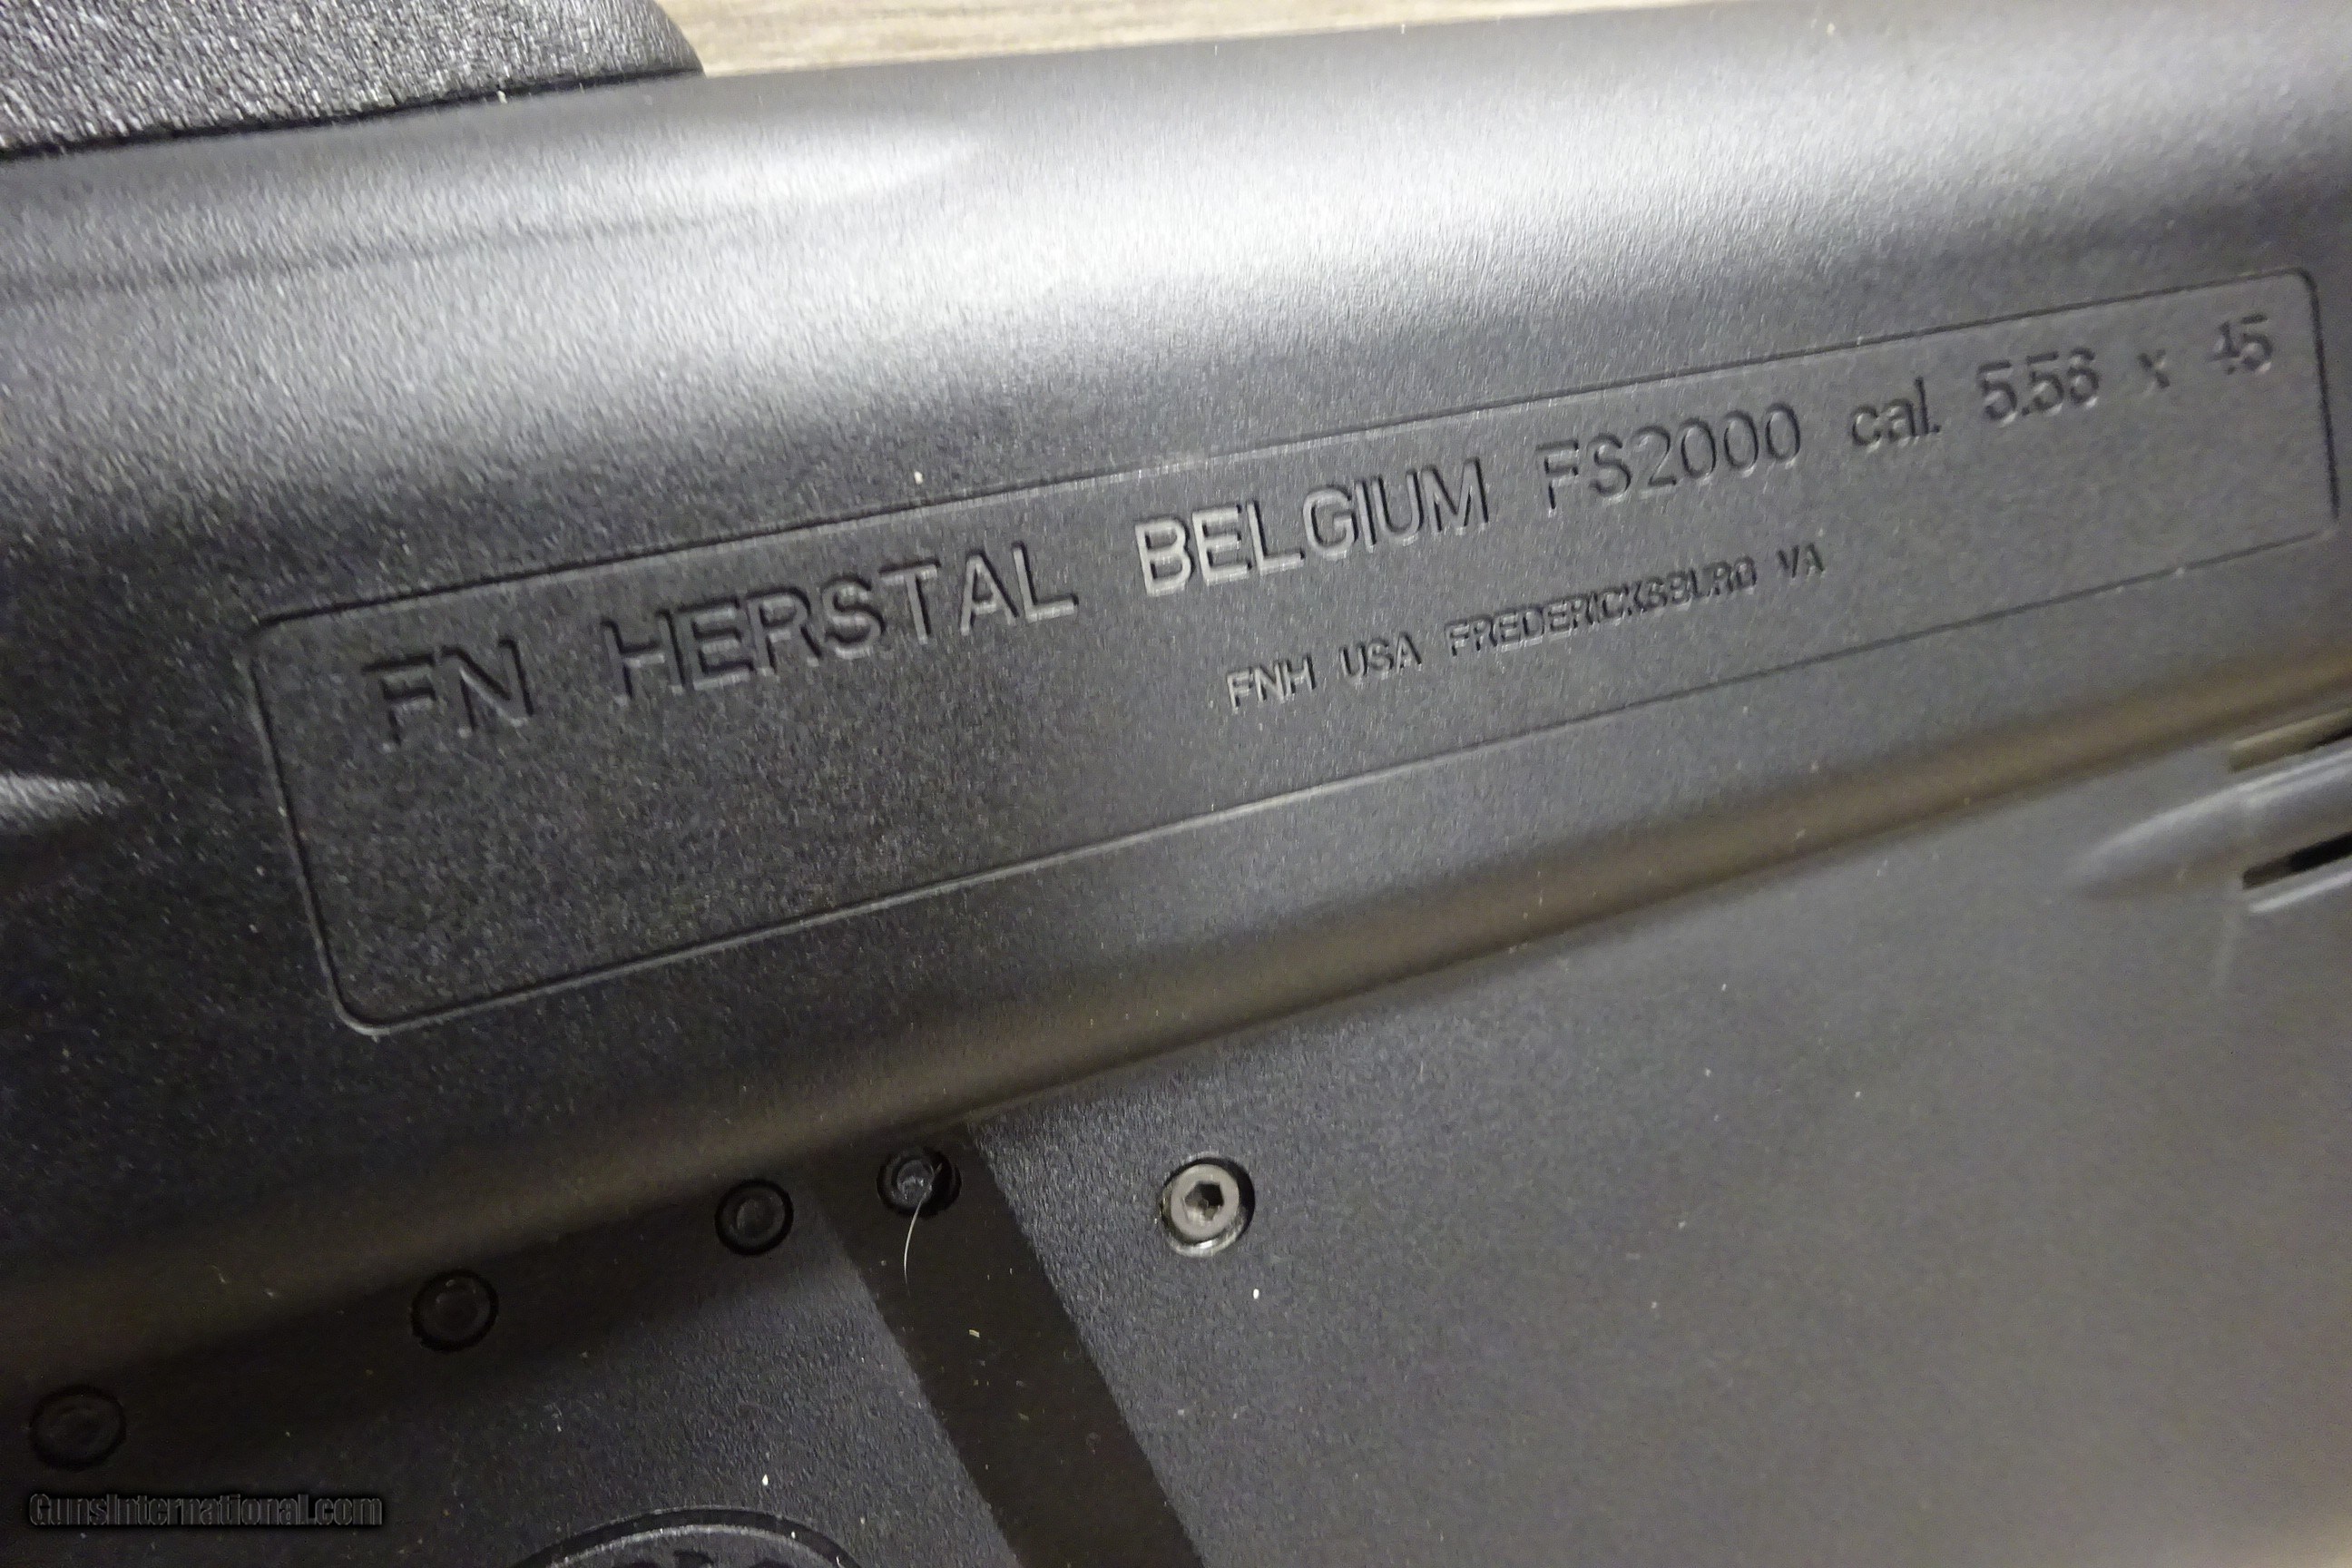 FN HERSTAL BELGIUM FS2000 cal. 5.56 x 45
FNH USA FREDERICKSBURG VA
GunsInternational.com